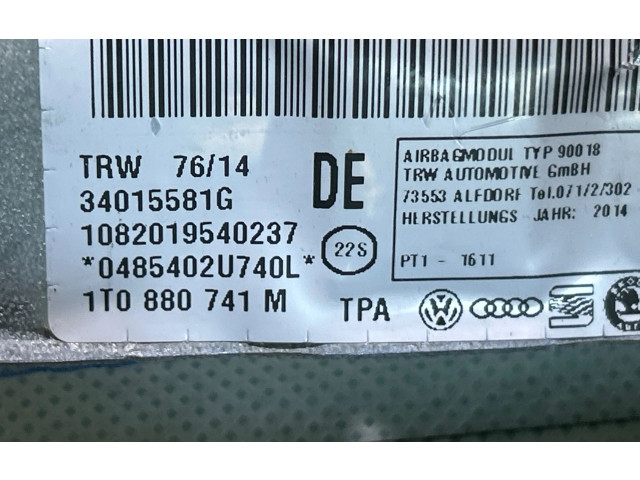 TRW 76/14
34015581G
1082019540237
*0485402U740L*
1T0 880 741 M
DE
22S
TPA
AIRBAGMODUL TYP 90018
TRW AUTOMOTIVE GmBH
73553 ALFDORF Tel.071/2/302
HERSTELLUNGS JAHR: 2014
PT1 - 1611